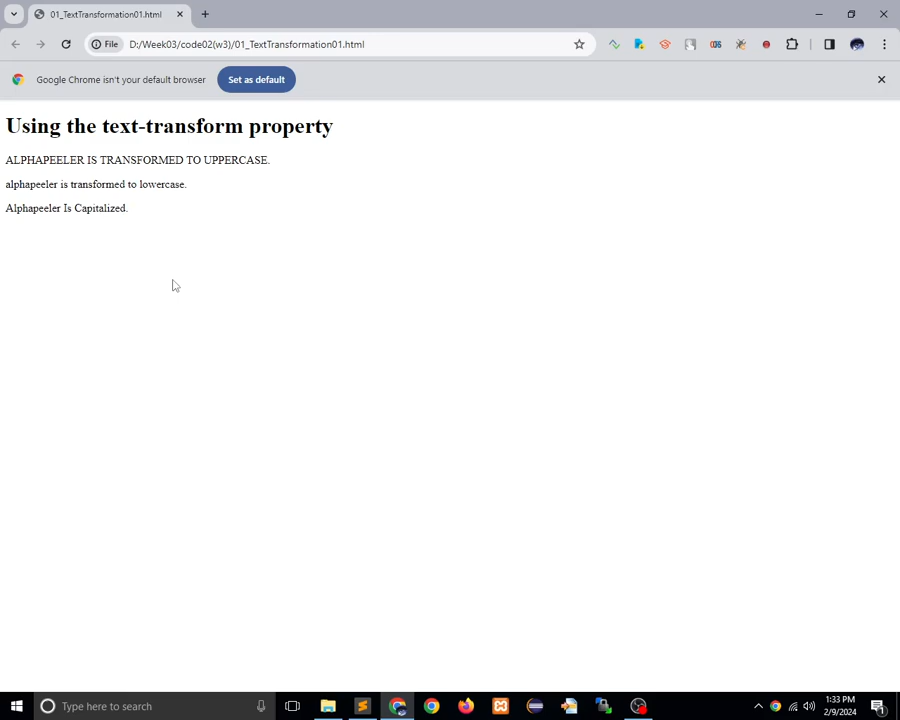 01_TextTransformation01.html
File
D:/Week03/code02(w3)/01_TextTransformation01.html
Google Chrome isn't your default browser
Set as default
Using the text-transform property
ALPHAPEELER IS TRANSFORMED TO UPPERCASE.
alphapeeler is transformed to lowercase.
Alphapeeler Is Capitalized.
Type here to search
1:33 PM
2/9/2024